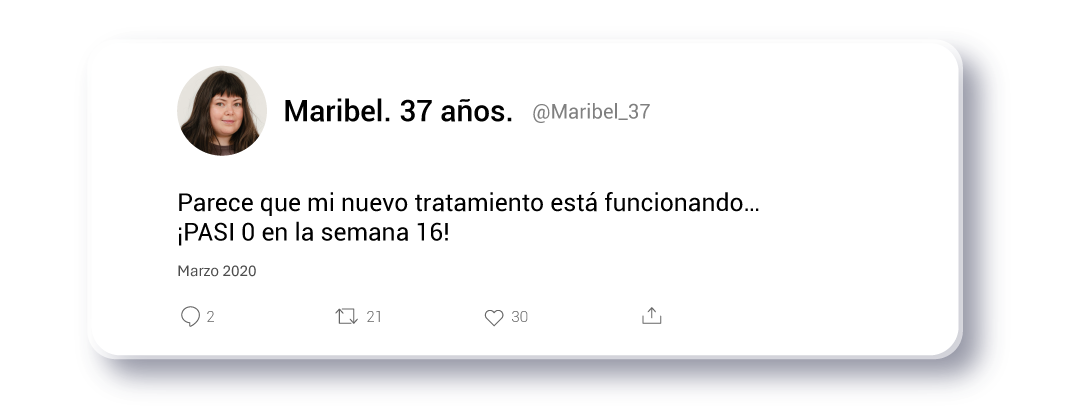 Maribel. 37 años. @Maribel_37
Parece que mi nuevo tratamiento está funcionando...
¡PASI 0 en la semana 16!
Marzo 2020
2 21 30